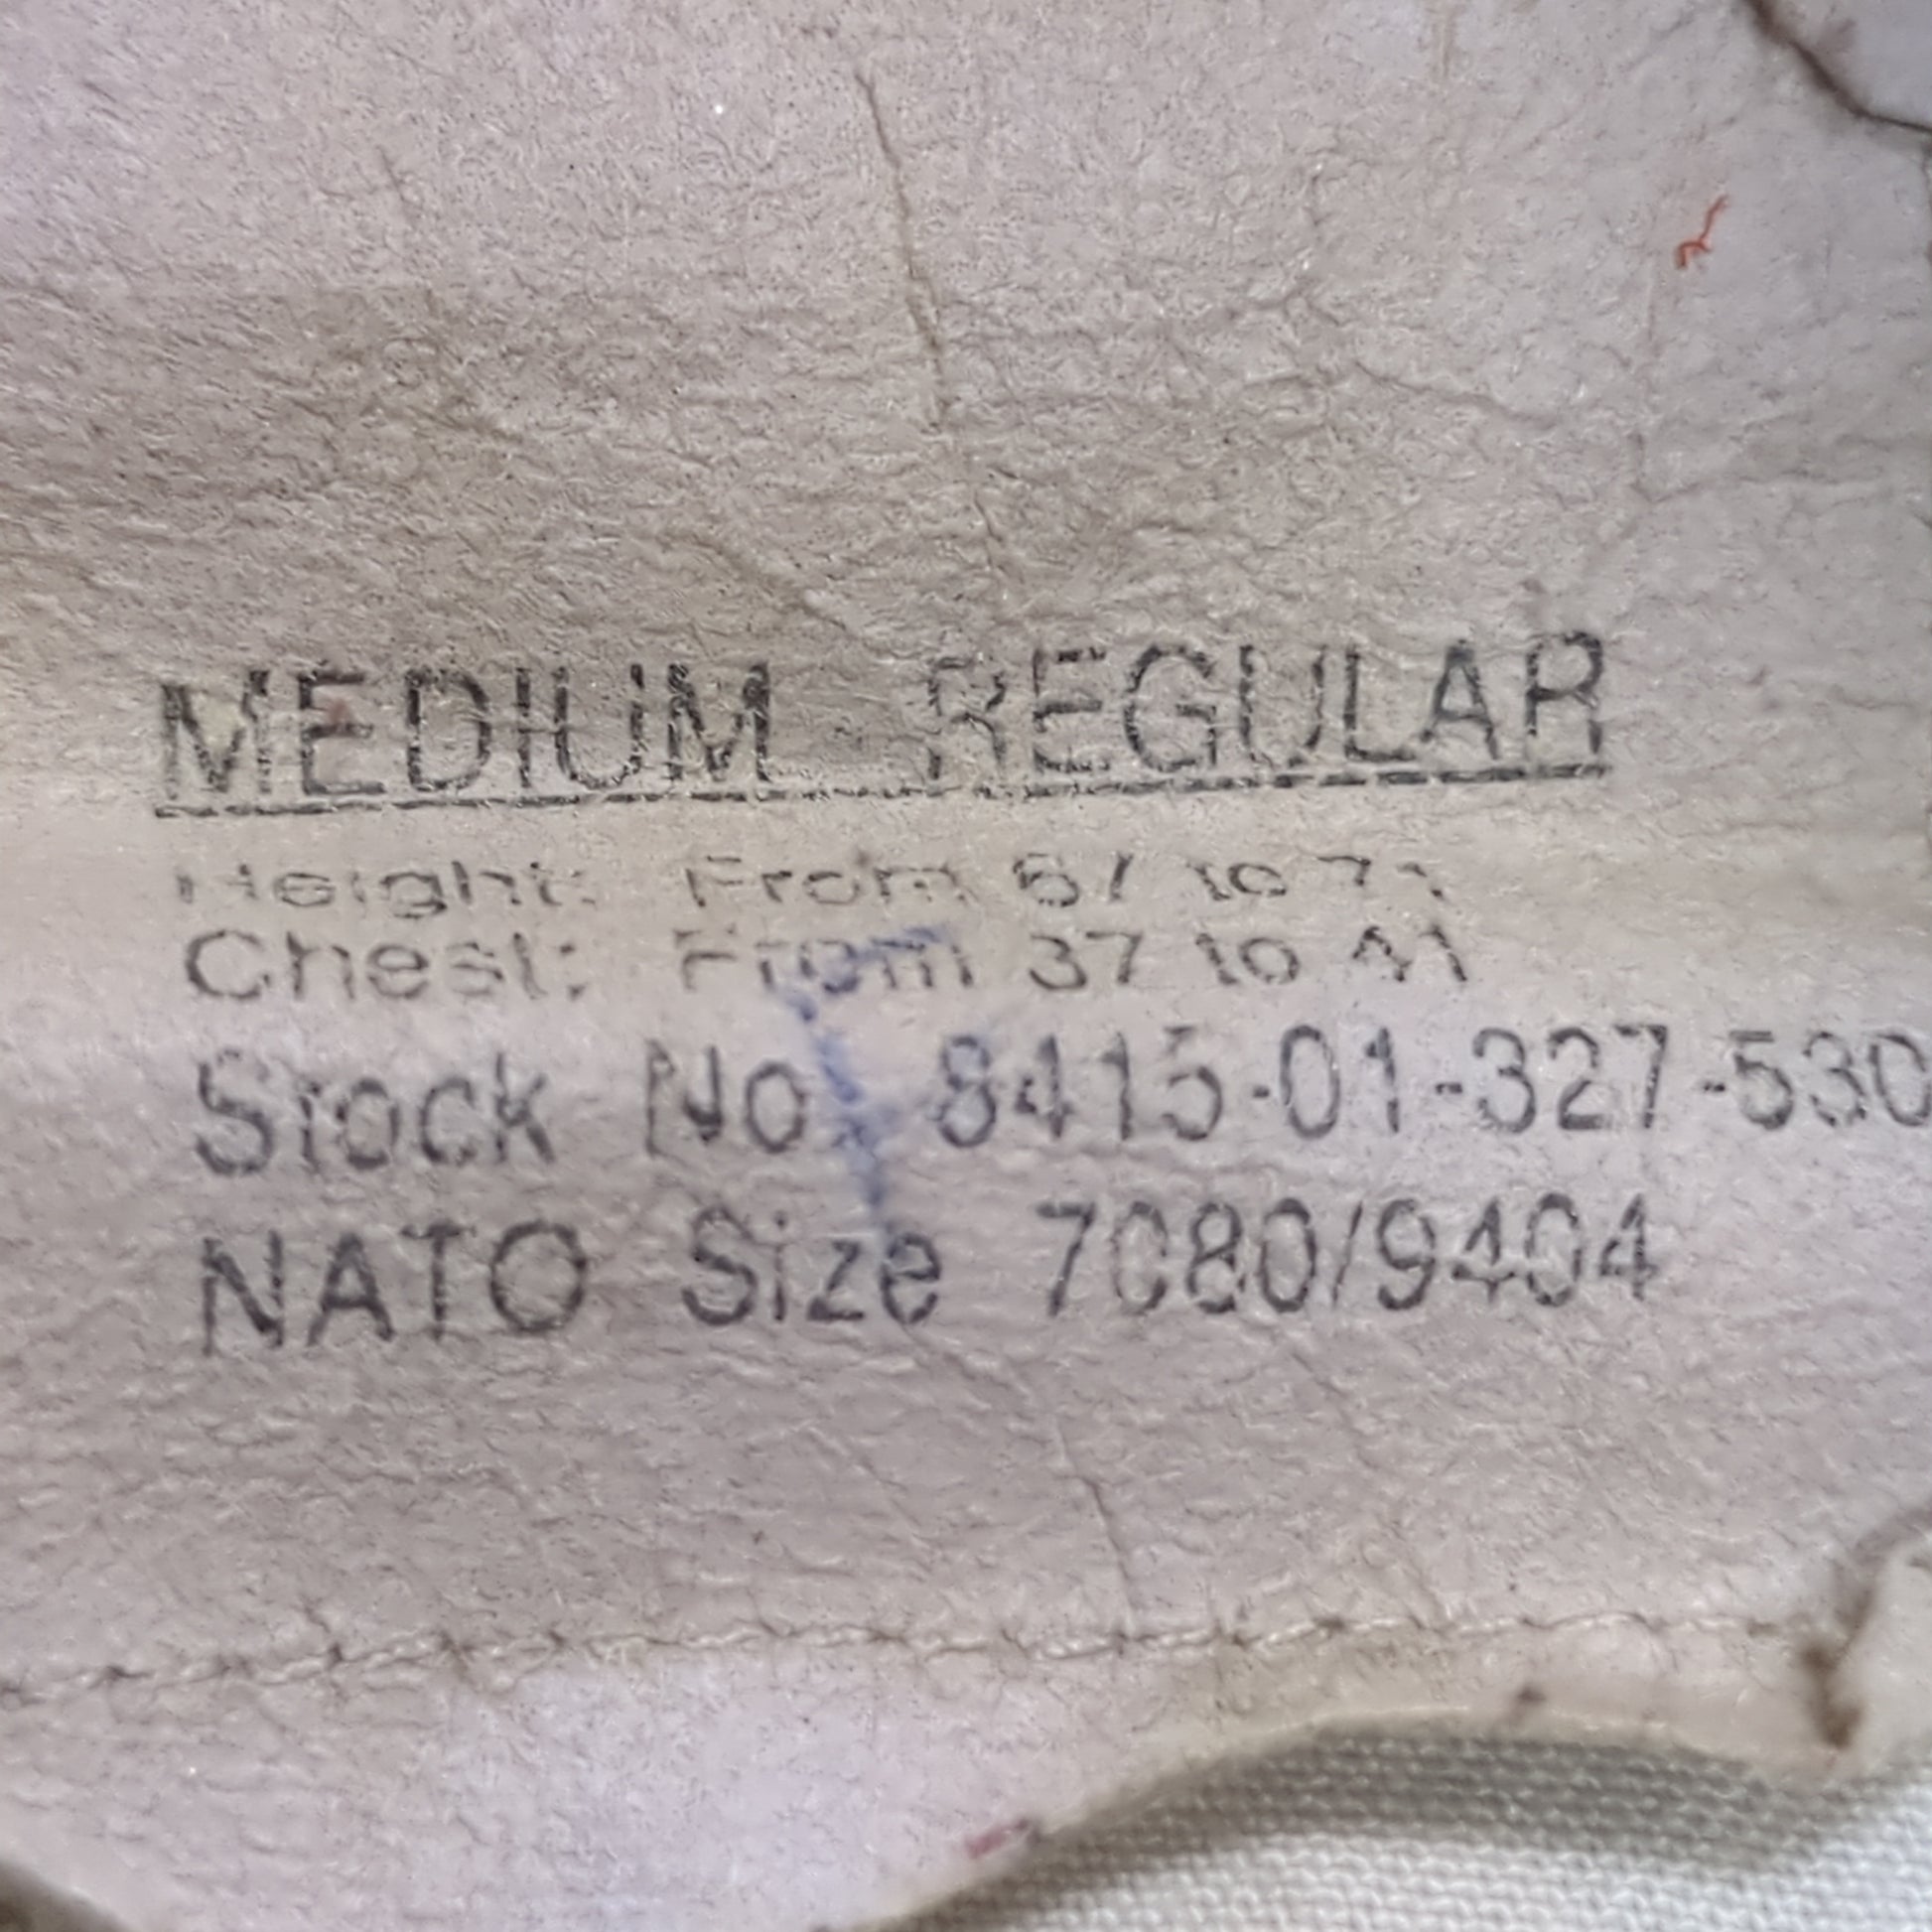 MEDIUM REGULAR
Height: From 67 to 71
Chest: From 37 to 41
Stock No. 8415-01-327-530
NATO Size 7080/9404